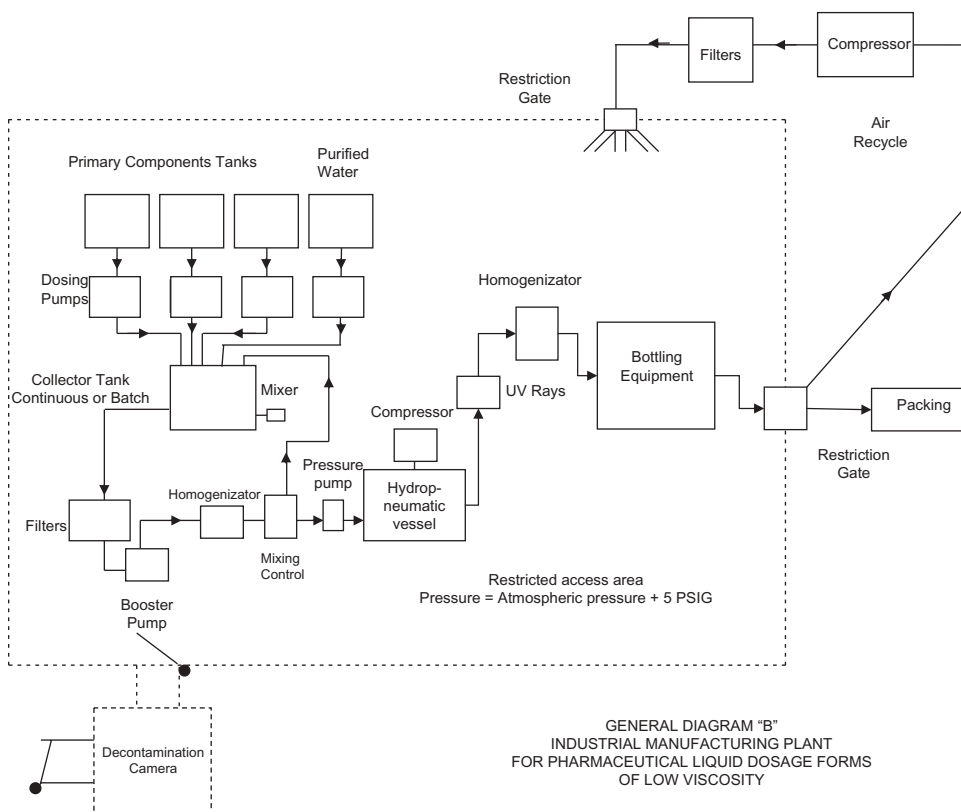 Compressor
Filters
Restriction
Gate
Air
Recycle
Primary Components Tanks
Purified
Water
Dosing
Pumps
Homogenizator
Collector Tank
Continuous or Batch
Mixer
Compressor
UV Rays
Bottling
Equipment
Packing
Restriction
Gate
Pressure
pump
Hydrop-
neumatic
vessel
Homogenizator
Filters
Mixing
Control
Booster
Pump
Restricted access area
Pressure = Atmospheric pressure + 5 PSIG
Decontamination
Camera
GENERAL DIAGRAM “B”
INDUSTRIAL MANUFACTURING PLANT
FOR PHARMACEUTICAL LIQUID DOSAGE FORMS
OF LOW VISCOSITY